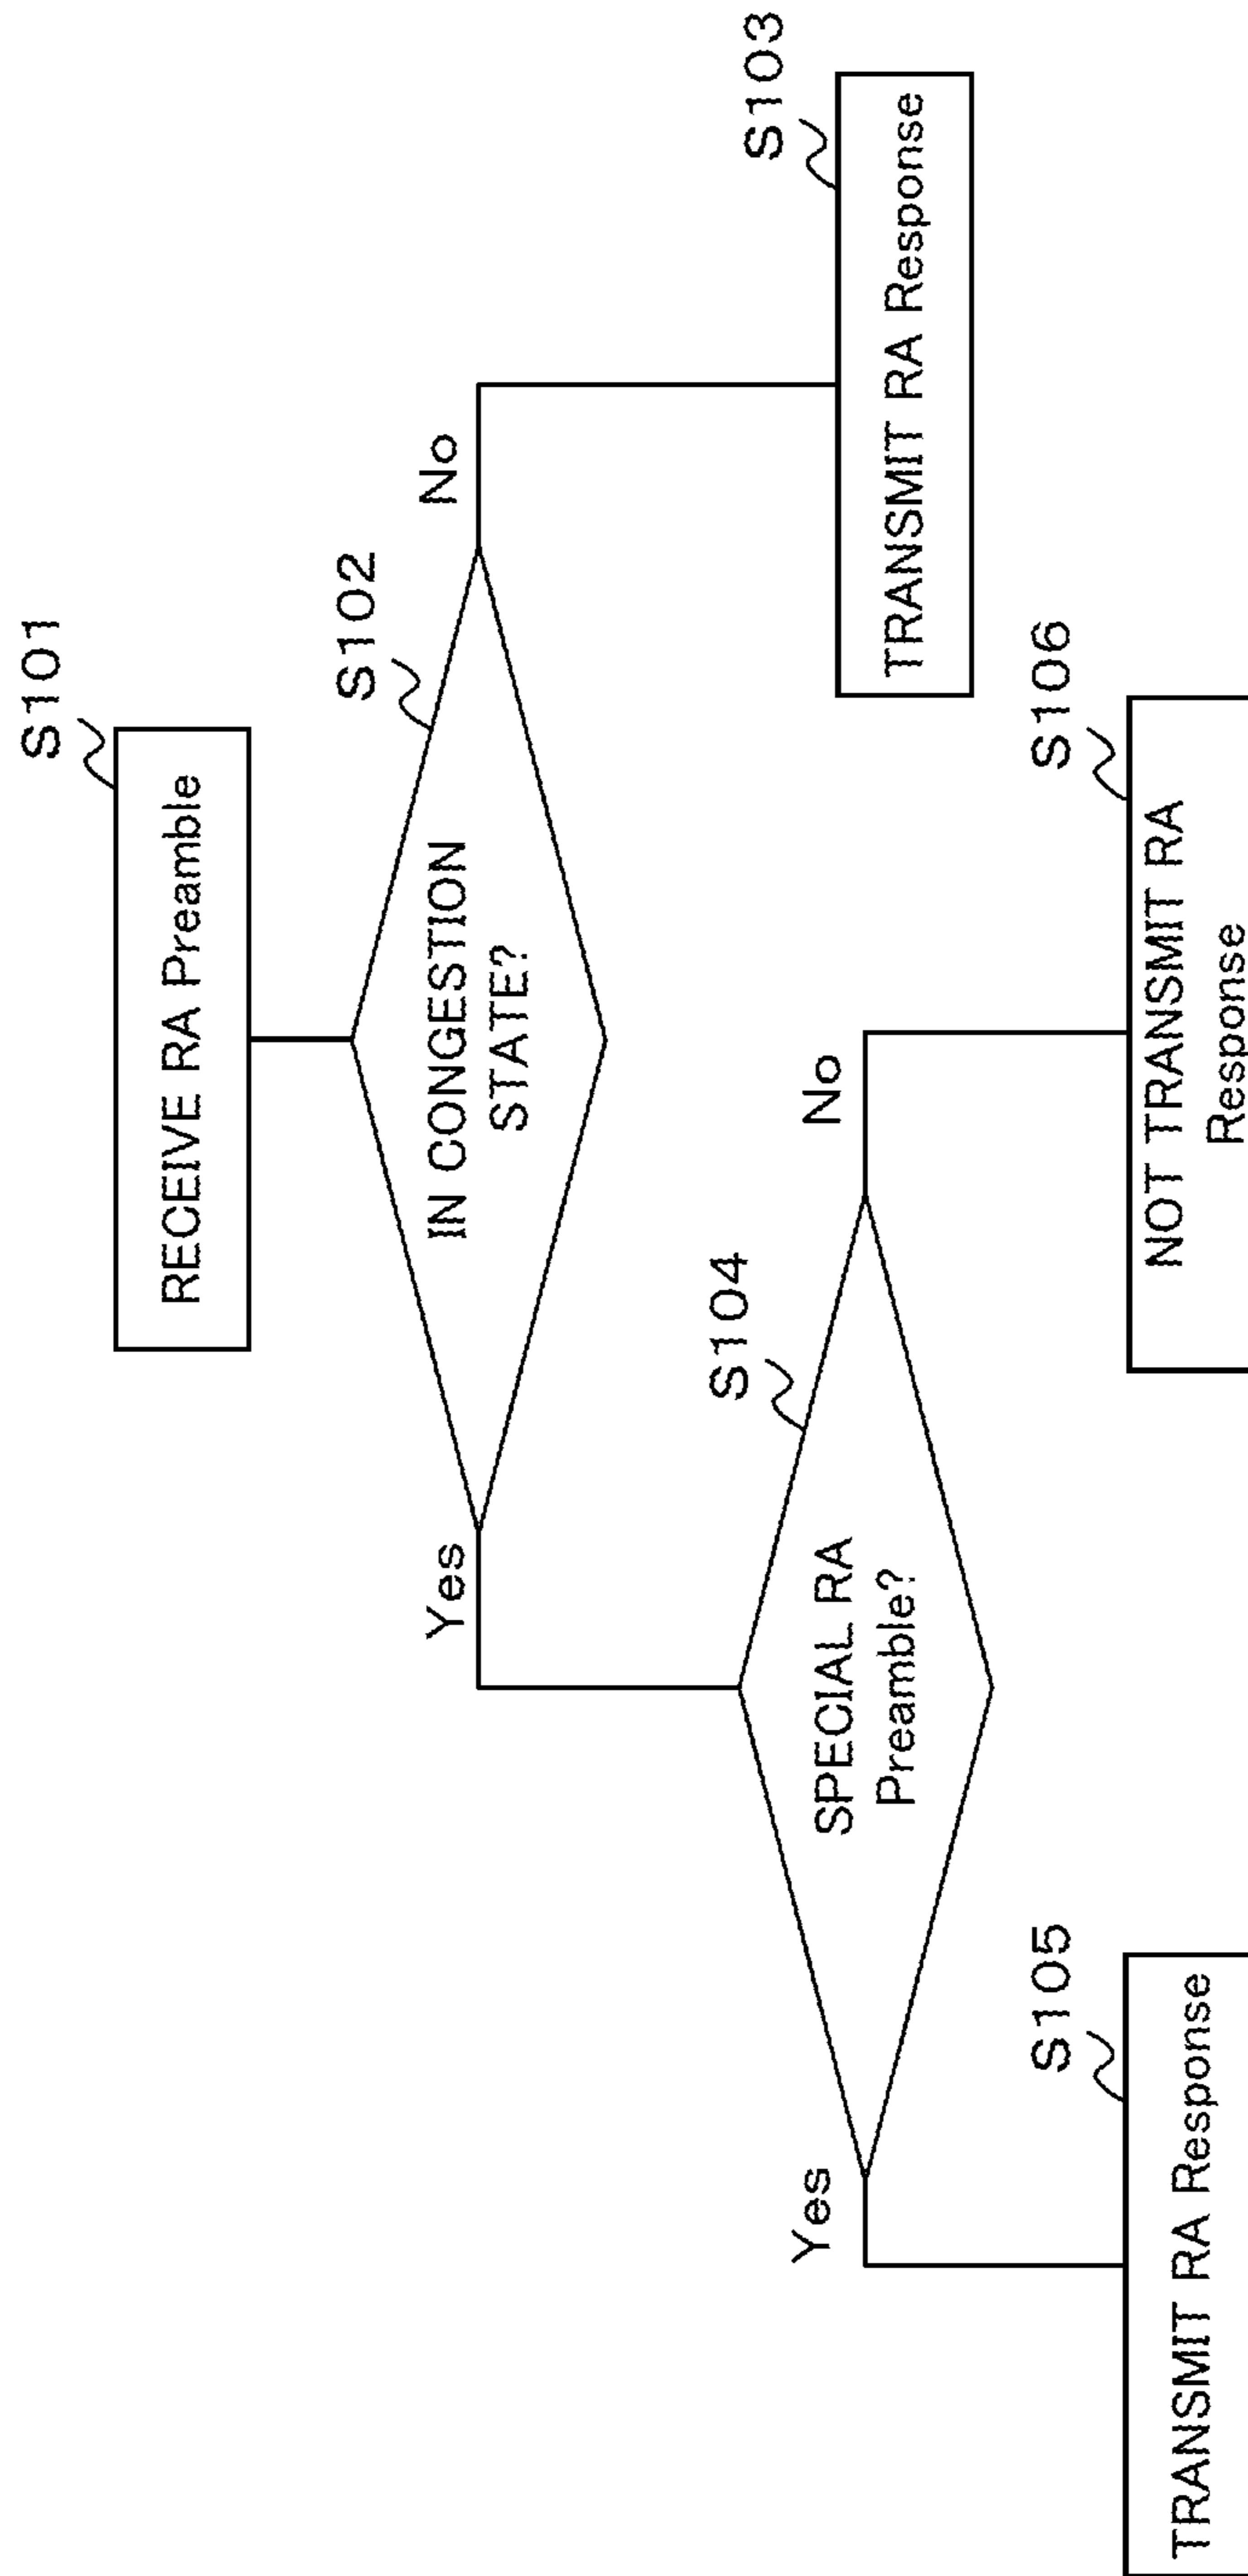 S101
RECEIVE RA Preamble
S102
IN CONGESTION
STATE?
Yes
No
S103
TRANSMIT RA Response
S104
SPECIAL RA
Preamble?
Yes
No
S105
TRANSMIT RA Response
S106
NOT TRANSMIT RA
Response